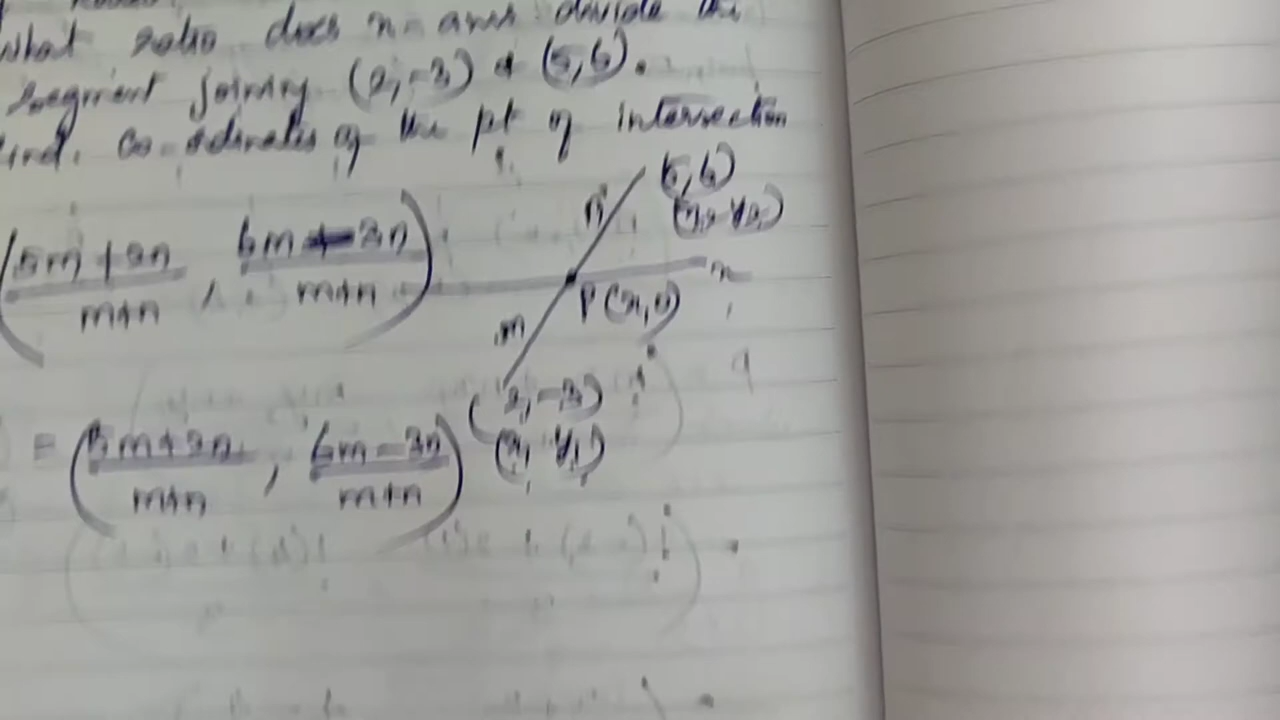 what ratio does x-axis divide the
segment joining (2,-3) & (5,6).
ind. Co-ordinates of the pt of intersection
(5,6)
n
(x₂ y₂)
(5m+2n / m+n , 6m-3n / m+n)
x
P(x,0)
m
(2,-3)
= (5m+2n / m+n , 6m-3n / m+n)
(x₁ y₁)